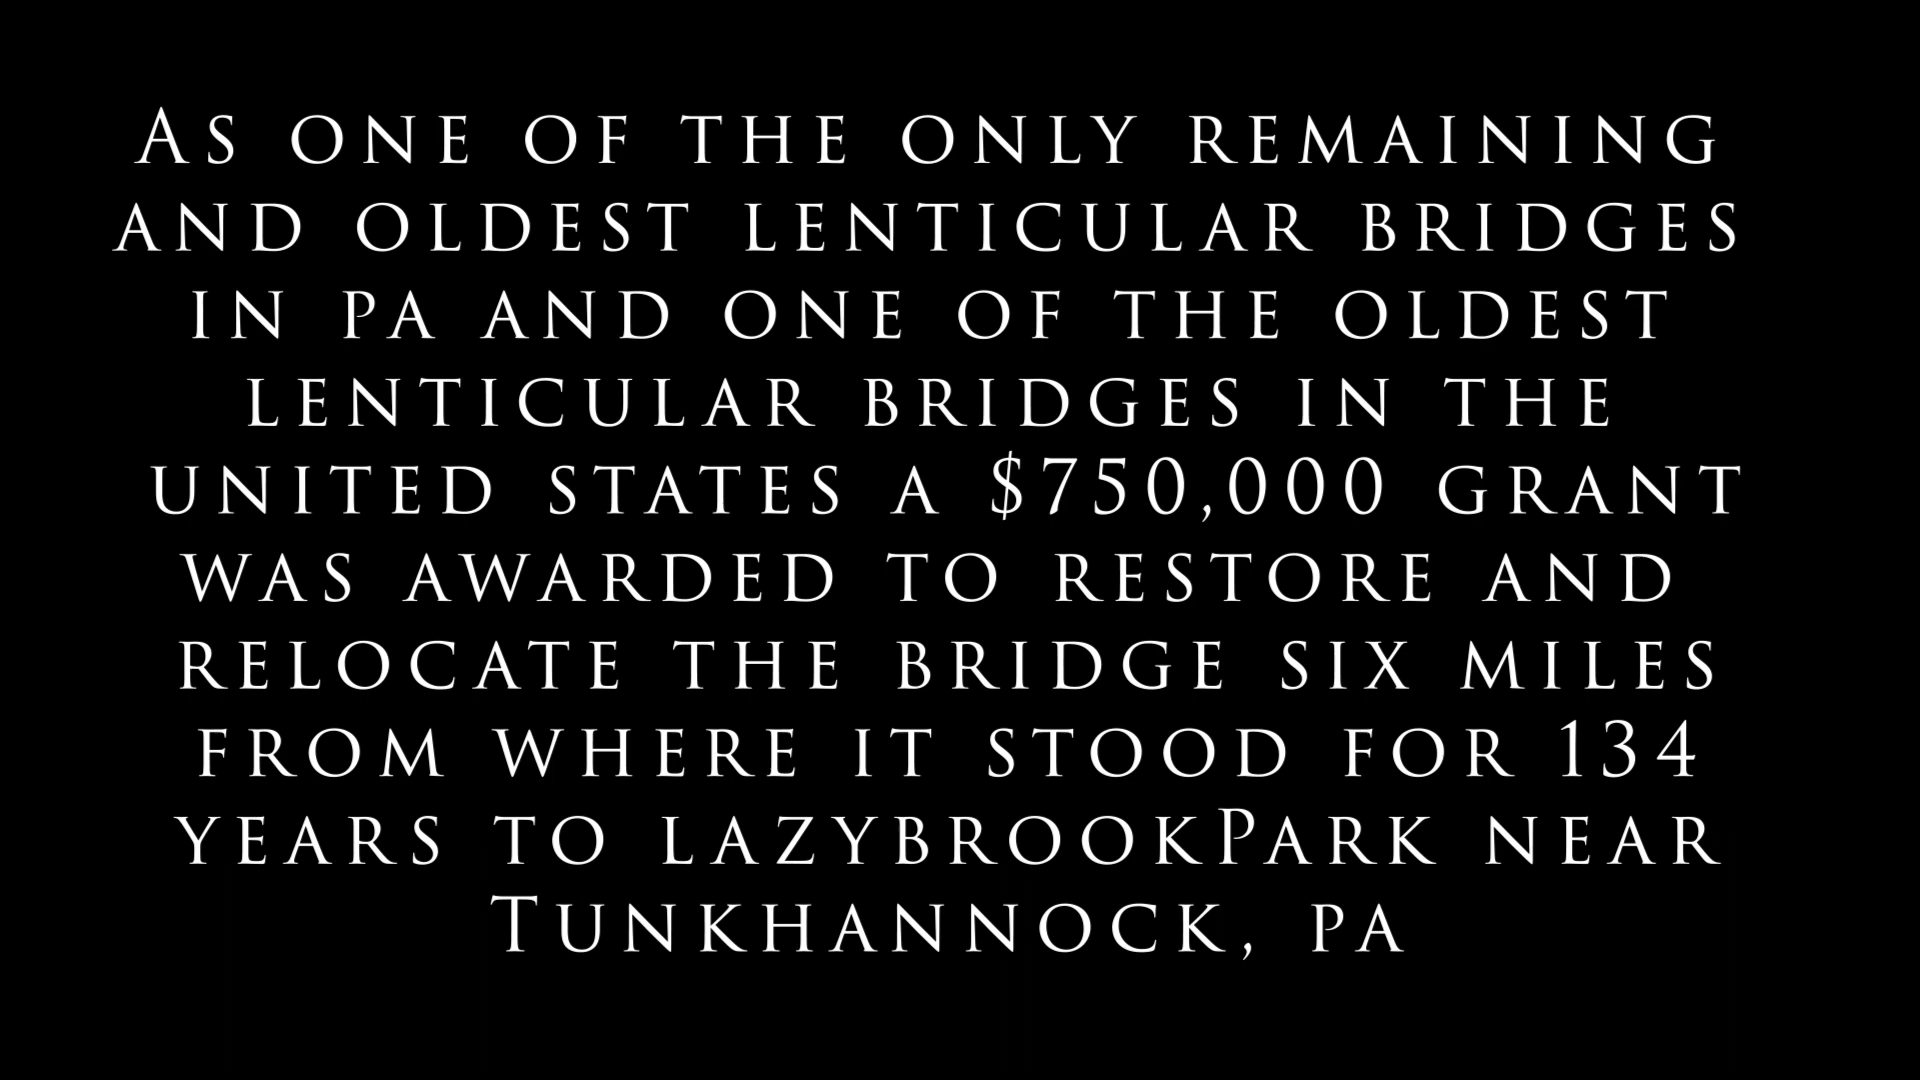 As one of the only remaining
and oldest lenticular bridges
in pa and one of the oldest
lenticular bridges in the
united states a $750,000 grant
was awarded to restore and
relocate the bridge six miles
from where it stood for 134
years to lazybrookPark near
Tunkhannock, pa